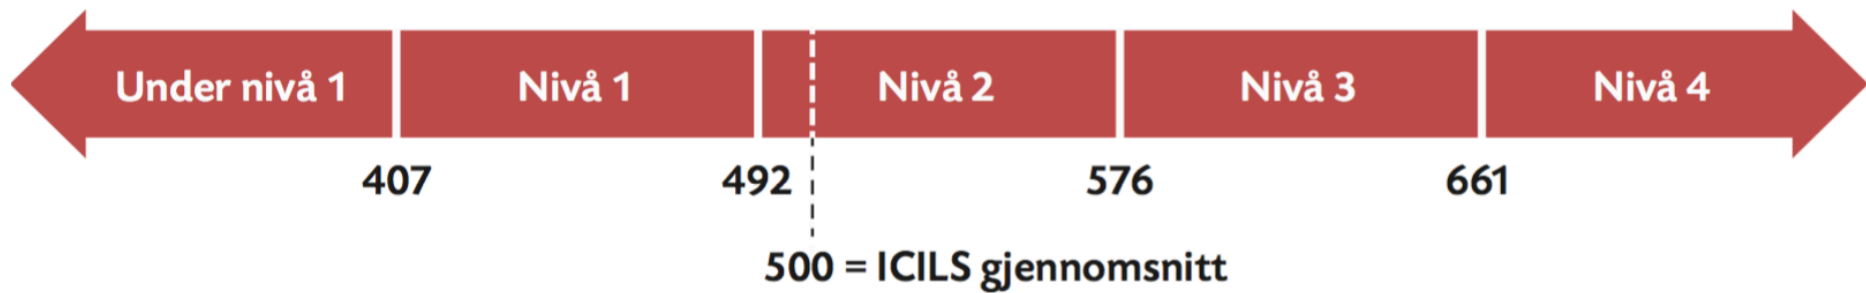 Under nivå 1 Nivå 1 Nivå 2 Nivå 3 Nivå 4
407 492 576 661
500 = ICILS gjennomsnitt